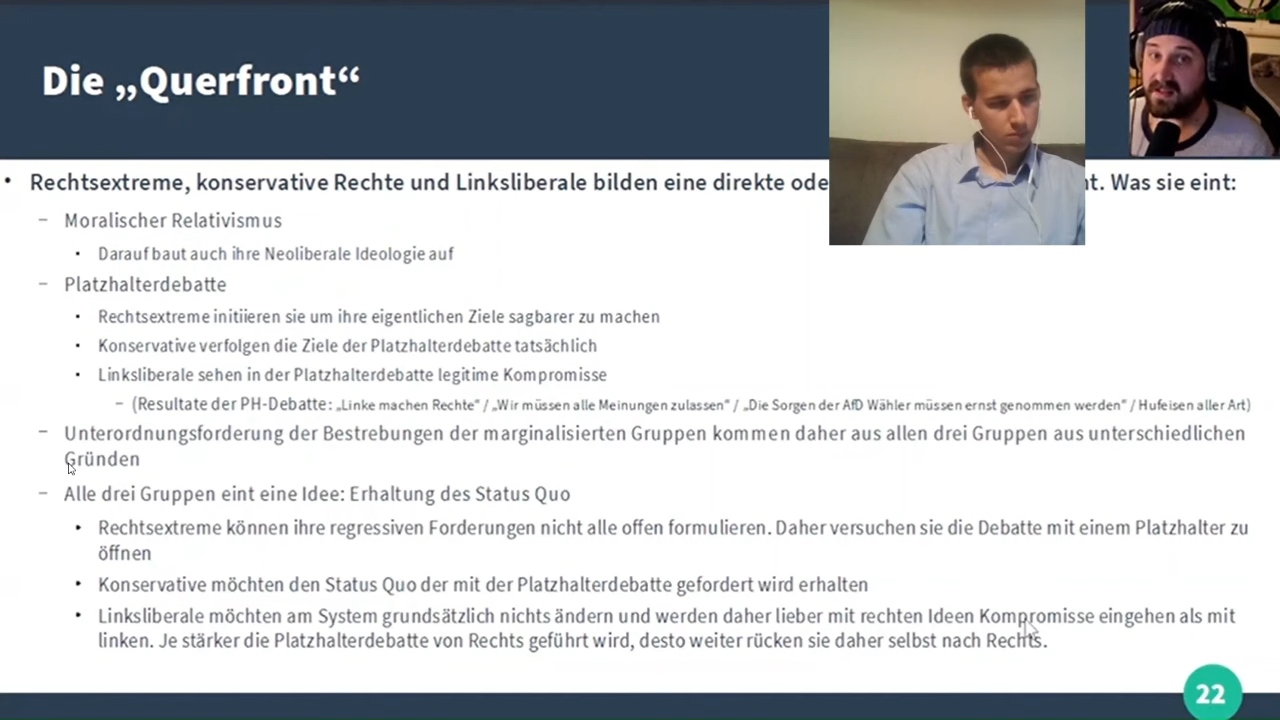 Die „Querfront“
• Rechtsextreme, konservative Rechte und Linksliberale bilden eine direkte ode nt. Was sie eint:
– Moralischer Relativismus
• Darauf baut auch ihre Neoliberale Ideologie auf
– Platzhalterdebatte
• Rechtsextreme initiieren sie um ihre eigentlichen Ziele sagbarer zu machen
• Konservative verfolgen die Ziele der Platzhalterdebatte tatsächlich
• Linksliberale sehen in der Platzhalterdebatte legitime Kompromisse
– (Resultate der PH-Debatte: „Linke machen Rechte“ / „Wir müssen alle Meinungen zulassen“ / „Die Sorgen der AfD Wähler müssen ernst genommen werden“ / Hufeisen aller Art)
– Unterordnungsforderung der Bestrebungen der marginalisierten Gruppen kommen daher aus allen drei Gruppen aus unterschiedlichen
Gründen
– Alle drei Gruppen eint eine Idee: Erhaltung des Status Quo
• Rechtsextreme können ihre regressiven Forderungen nicht alle offen formulieren. Daher versuchen sie die Debatte mit einem Platzhalter zu
öffnen
• Konservative möchten den Status Quo der mit der Platzhalterdebatte gefordert wird erhalten
• Linksliberale möchten am System grundsätzlich nichts ändern und werden daher lieber mit rechten Ideen Kompromisse eingehen als mit
linken. Je stärker die Platzhalterdebatte von Rechts geführt wird, desto weiter rücken sie daher selbst nach Rechts.
22